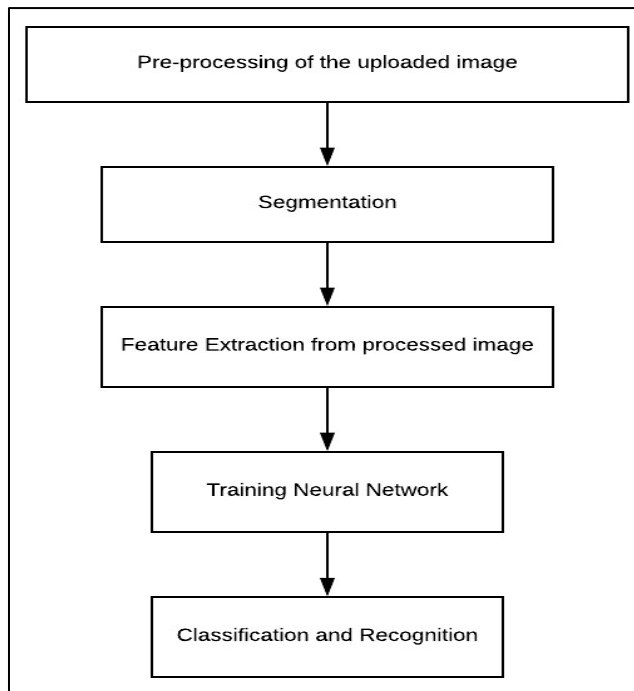 Pre-processing of the uploaded image
Segmentation
Feature Extraction from processed image
Training Neural Network
Classification and Recognition